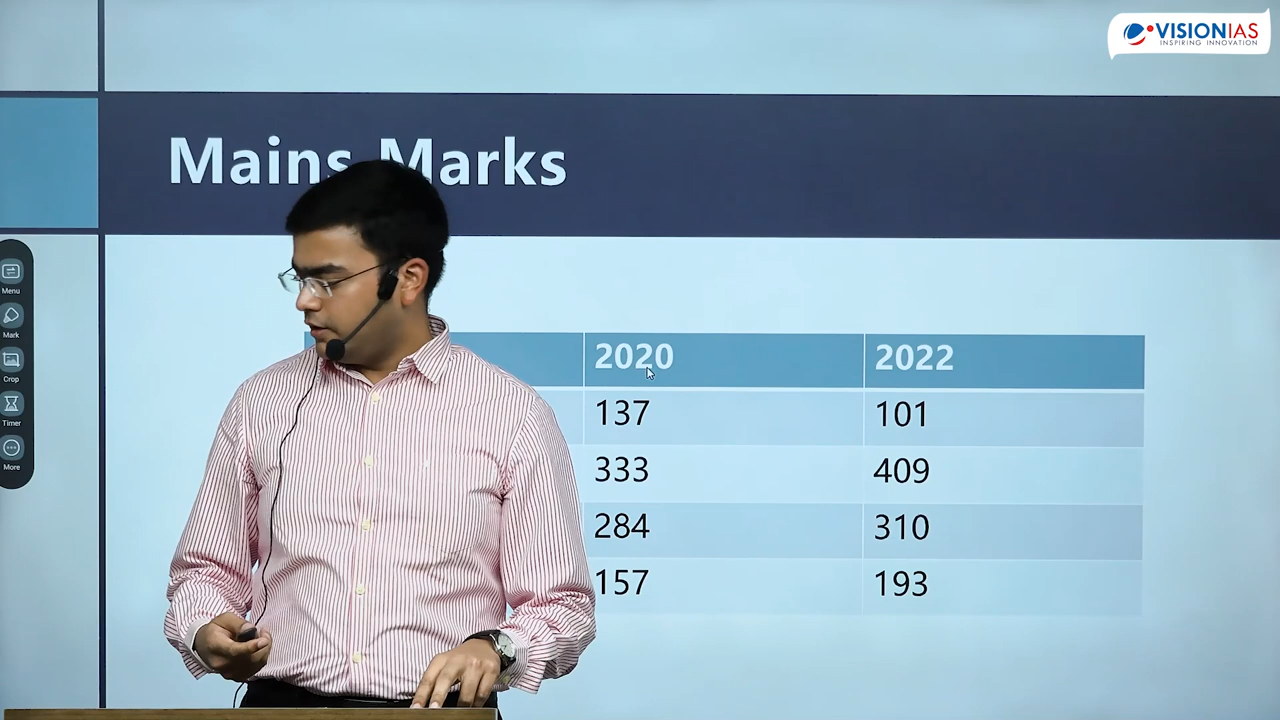 VISIONIAS
INSPIRING INNOVATION
Mains Marks
Menu
Mark
Crop
Timer
More
2020 2022
137 101
333 409
284 310
157 193